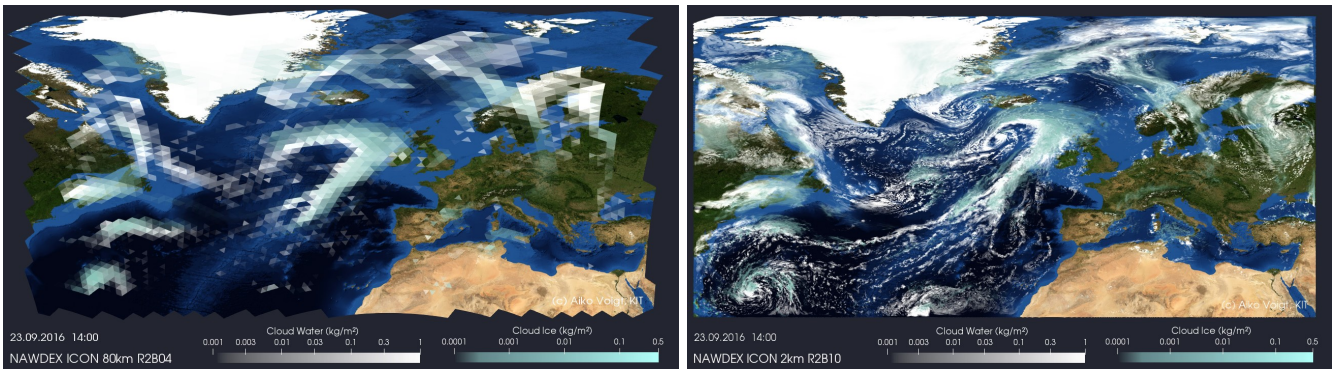 (c) Aiko Voigt, KIT
23.09.2016 14:00
Cloud Water (kg/m²)
Cloud Ice (kg/m²)
0.001 0.003 0.01 0.03 0.1 0.3 1
0.0001 0.001 0.01 0.1 0.5
NAWDEX ICON 80km R2B04
(c) Aiko Voigt, KIT
23.09.2016 14:00
Cloud Water (kg/m²)
Cloud Ice (kg/m²)
0.001 0.003 0.01 0.03 0.1 0.3 1
0.0001 0.001 0.01 0.1 0.5
NAWDEX ICON 2km R2B10